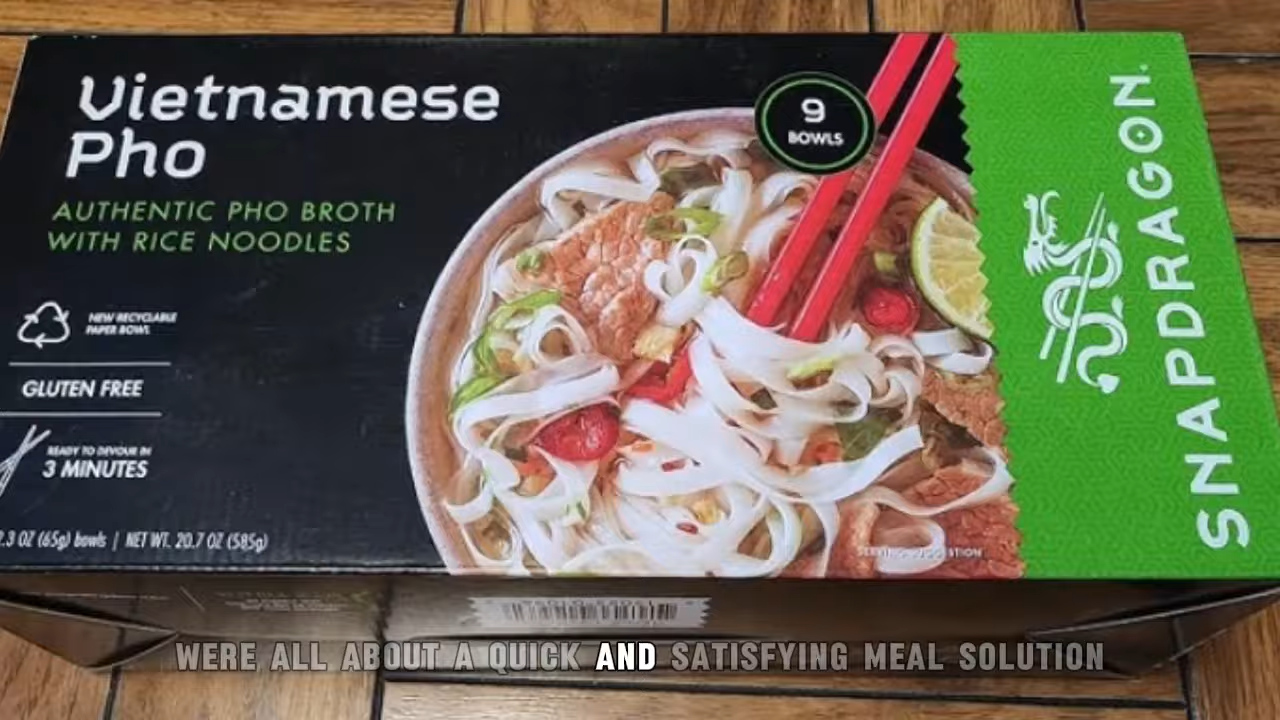 Vietnamese
Pho
AUTHENTIC PHO BROTH
WITH RICE NOODLES
NEW RECYCLABLE
PAPER BOWL
GLUTEN FREE
READY TO DEVOUR IN
3 MINUTES
2.3 OZ (65g) bowls | NET WT. 20.7 OZ (585g)
9
BOWLS
SERVING SUGGESTION
SNAPDRAGON
WERE ALL ABOUT A QUICK AND SATISFYING MEAL SOLUTION